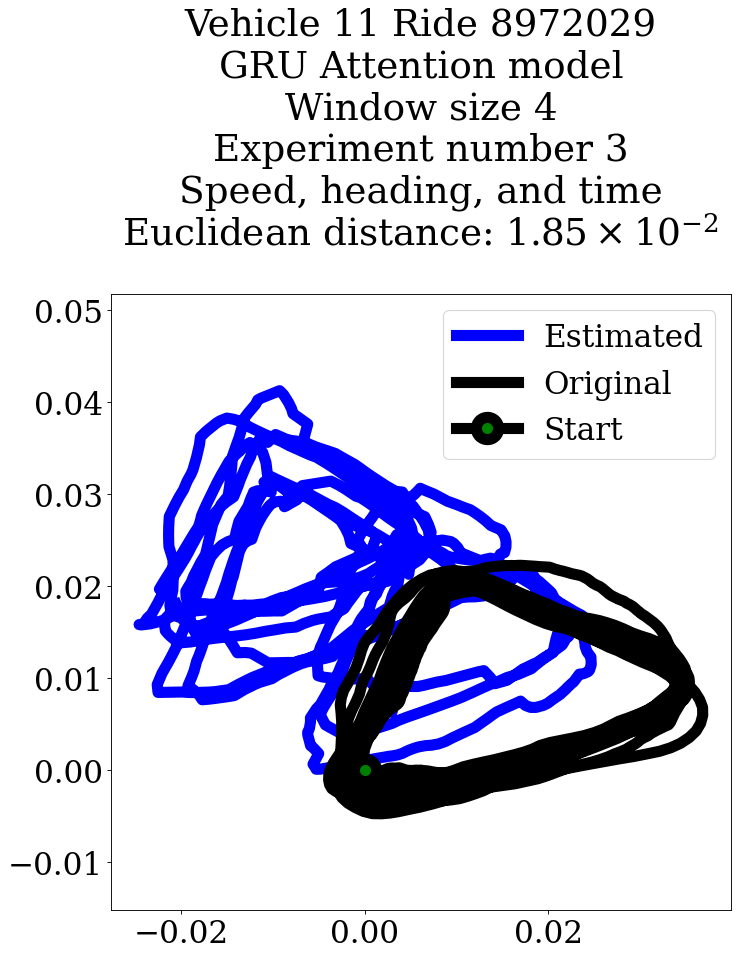 Vehicle 11 Ride 8972029
GRU Attention model
Window size 4
Experiment number 3
Speed, heading, and time
Euclidean distance: 1.85 × 10⁻²
0.05
0.04
0.03
0.02
0.01
0.00
−0.01
−0.02
0.00
0.02
Estimated
Original
Start